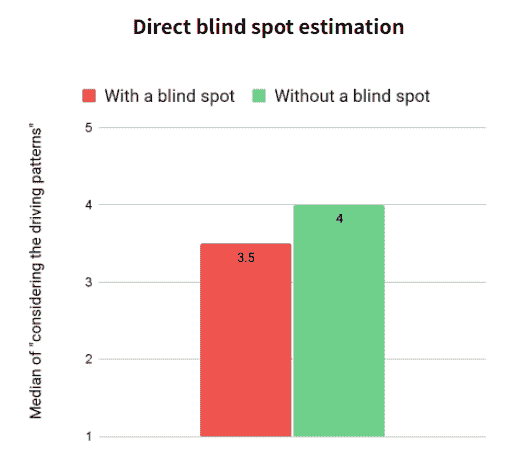 Direct blind spot estimation
With a blind spot Without a blind spot
Median of "considering the driving patterns"
5
4
3
2
1
3.5
4